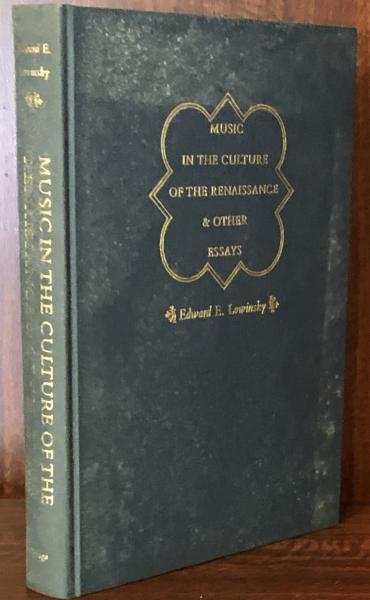 MUSIC
IN THE CULTURE
OF THE RENAISSANCE
& OTHER
ESSAYS
Edward E. Lowinsky
MUSIC IN THE CULTURE OF THE